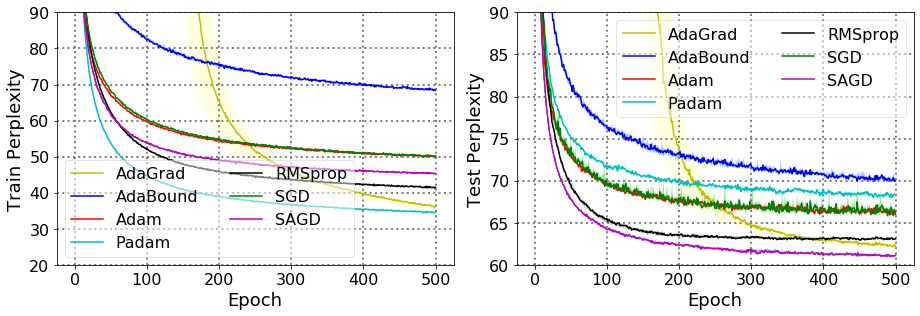 90
80
70
60
50
40
30
20
Train Perplexity
AdaGrad
AdaBound
Adam
Padam
RMSprop
SGD
SAGD
0 100 200 300 400 500
Epoch
90
85
80
75
70
65
60
Test Perplexity
AdaGrad
AdaBound
Adam
Padam
RMSprop
SGD
SAGD
0 100 200 300 400 500
Epoch